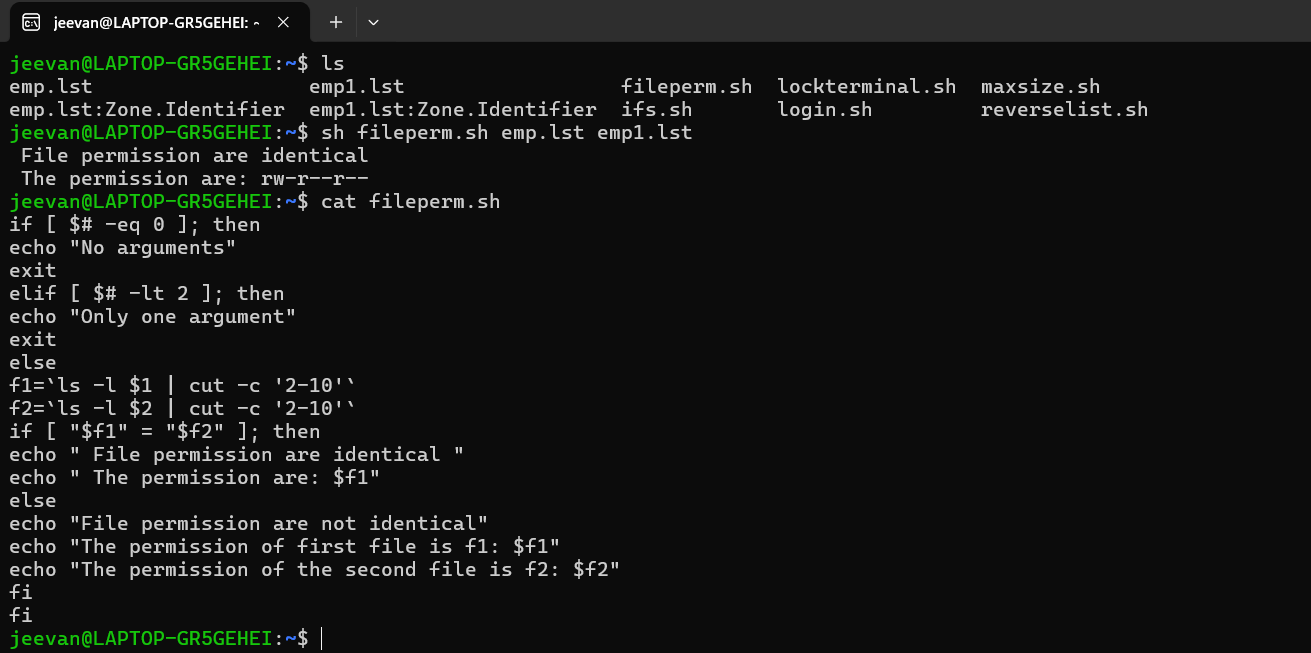 jeevan@LAPTOP-GR5GEHEI: ~
jeevan@LAPTOP-GR5GEHEI:~$ ls
emp.lst                  emp1.lst                  fileperm.sh  lockterminal.sh  maxsize.sh
emp.lst:Zone.Identifier  emp1.lst:Zone.Identifier  ifs.sh       login.sh         reverselist.sh
jeevan@LAPTOP-GR5GEHEI:~$ sh fileperm.sh emp.lst emp1.lst
 File permission are identical
 The permission are: rw-r--r--
jeevan@LAPTOP-GR5GEHEI:~$ cat fileperm.sh
if [ $# -eq 0 ]; then
echo "No arguments"
exit
elif [ $# -lt 2 ]; then
echo "Only one argument"
exit
else
f1=`ls -l $1 | cut -c '2-10'`
f2=`ls -l $2 | cut -c '2-10'`
if [ "$f1" = "$f2" ]; then
echo " File permission are identical "
echo " The permission are: $f1"
else
echo "File permission are not identical"
echo "The permission of first file is f1: $f1"
echo "The permission of the second file is f2: $f2"
fi
fi
jeevan@LAPTOP-GR5GEHEI:~$